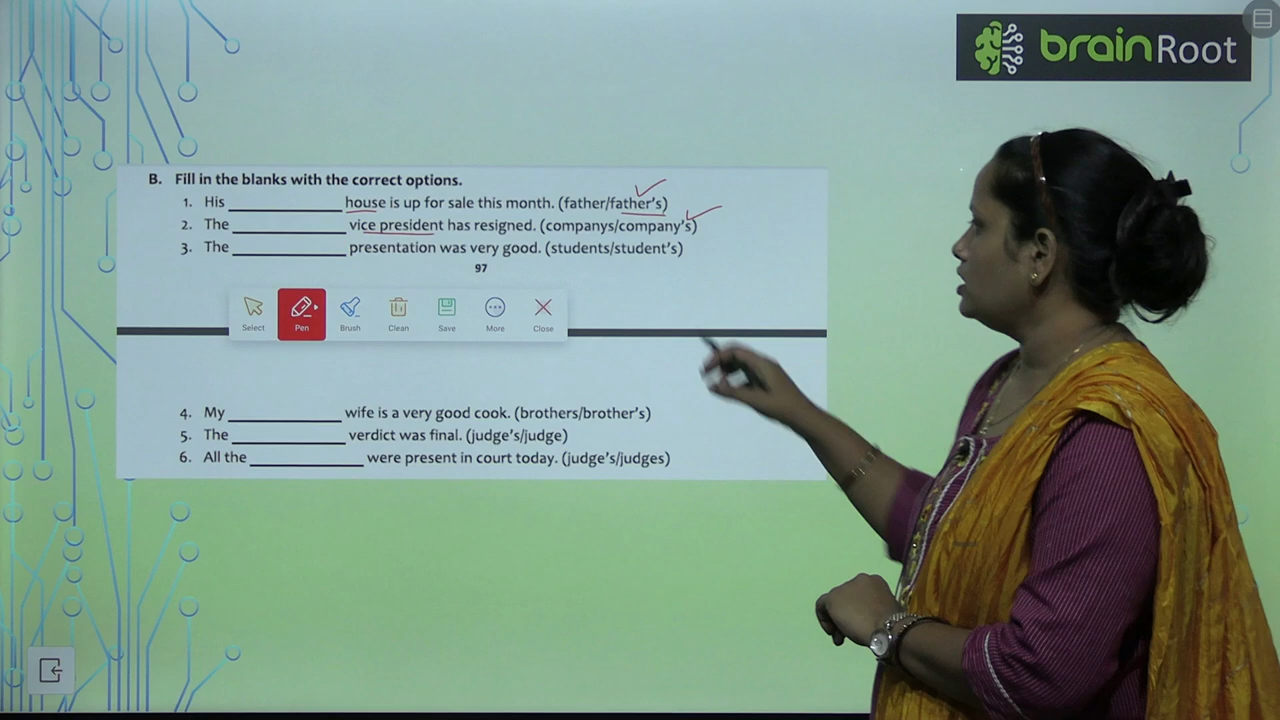 brainRoot
B. Fill in the blanks with the correct options.
1. His ____________ house is up for sale this month. (father/father's)
2. The ____________ vice president has resigned. (companys/company's)
3. The ____________ presentation was very good. (students/student's)
97
Select Pen Brush Clean Save More Close
4. My ____________ wife is a very good cook. (brothers/brother's)
5. The ____________ verdict was final. (judge's/judge)
6. All the ____________ were present in court today. (judge's/judges)